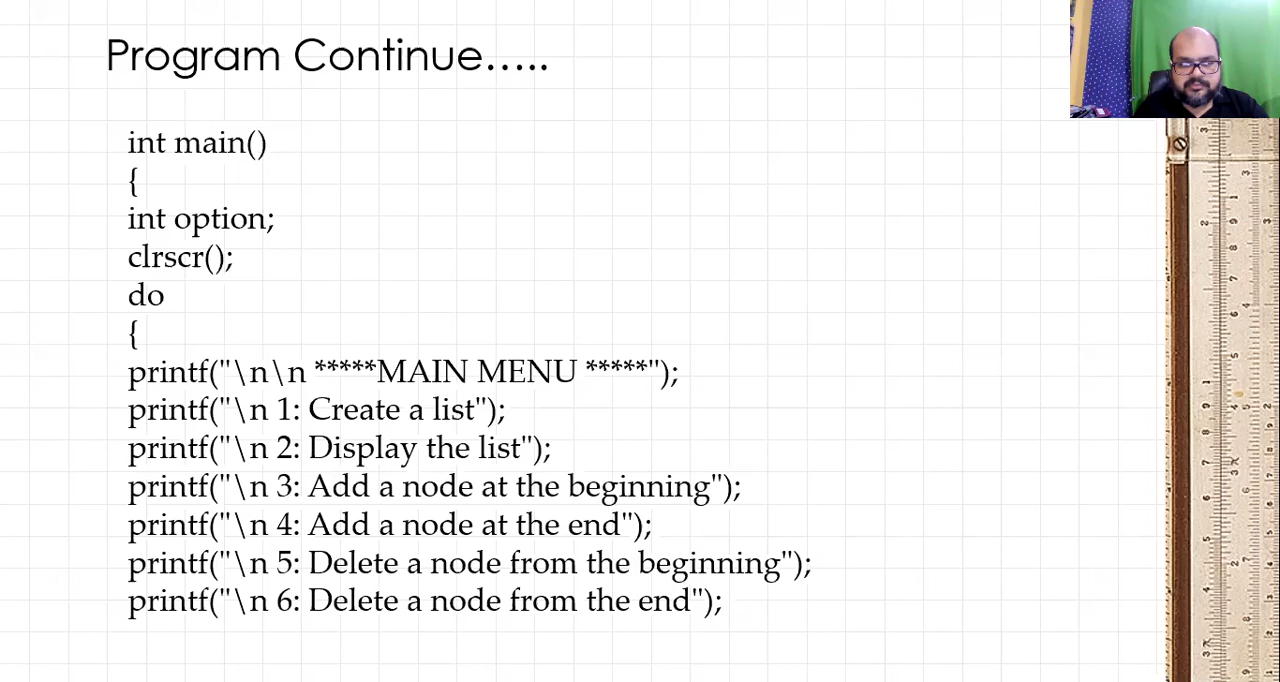 Program Continue…..
int main()
{
int option;
clrscr();
do
{
printf("\n\n *****MAIN MENU *****");
printf("\n 1: Create a list");
printf("\n 2: Display the list");
printf("\n 3: Add a node at the beginning");
printf("\n 4: Add a node at the end");
printf("\n 5: Delete a node from the beginning");
printf("\n 6: Delete a node from the end");